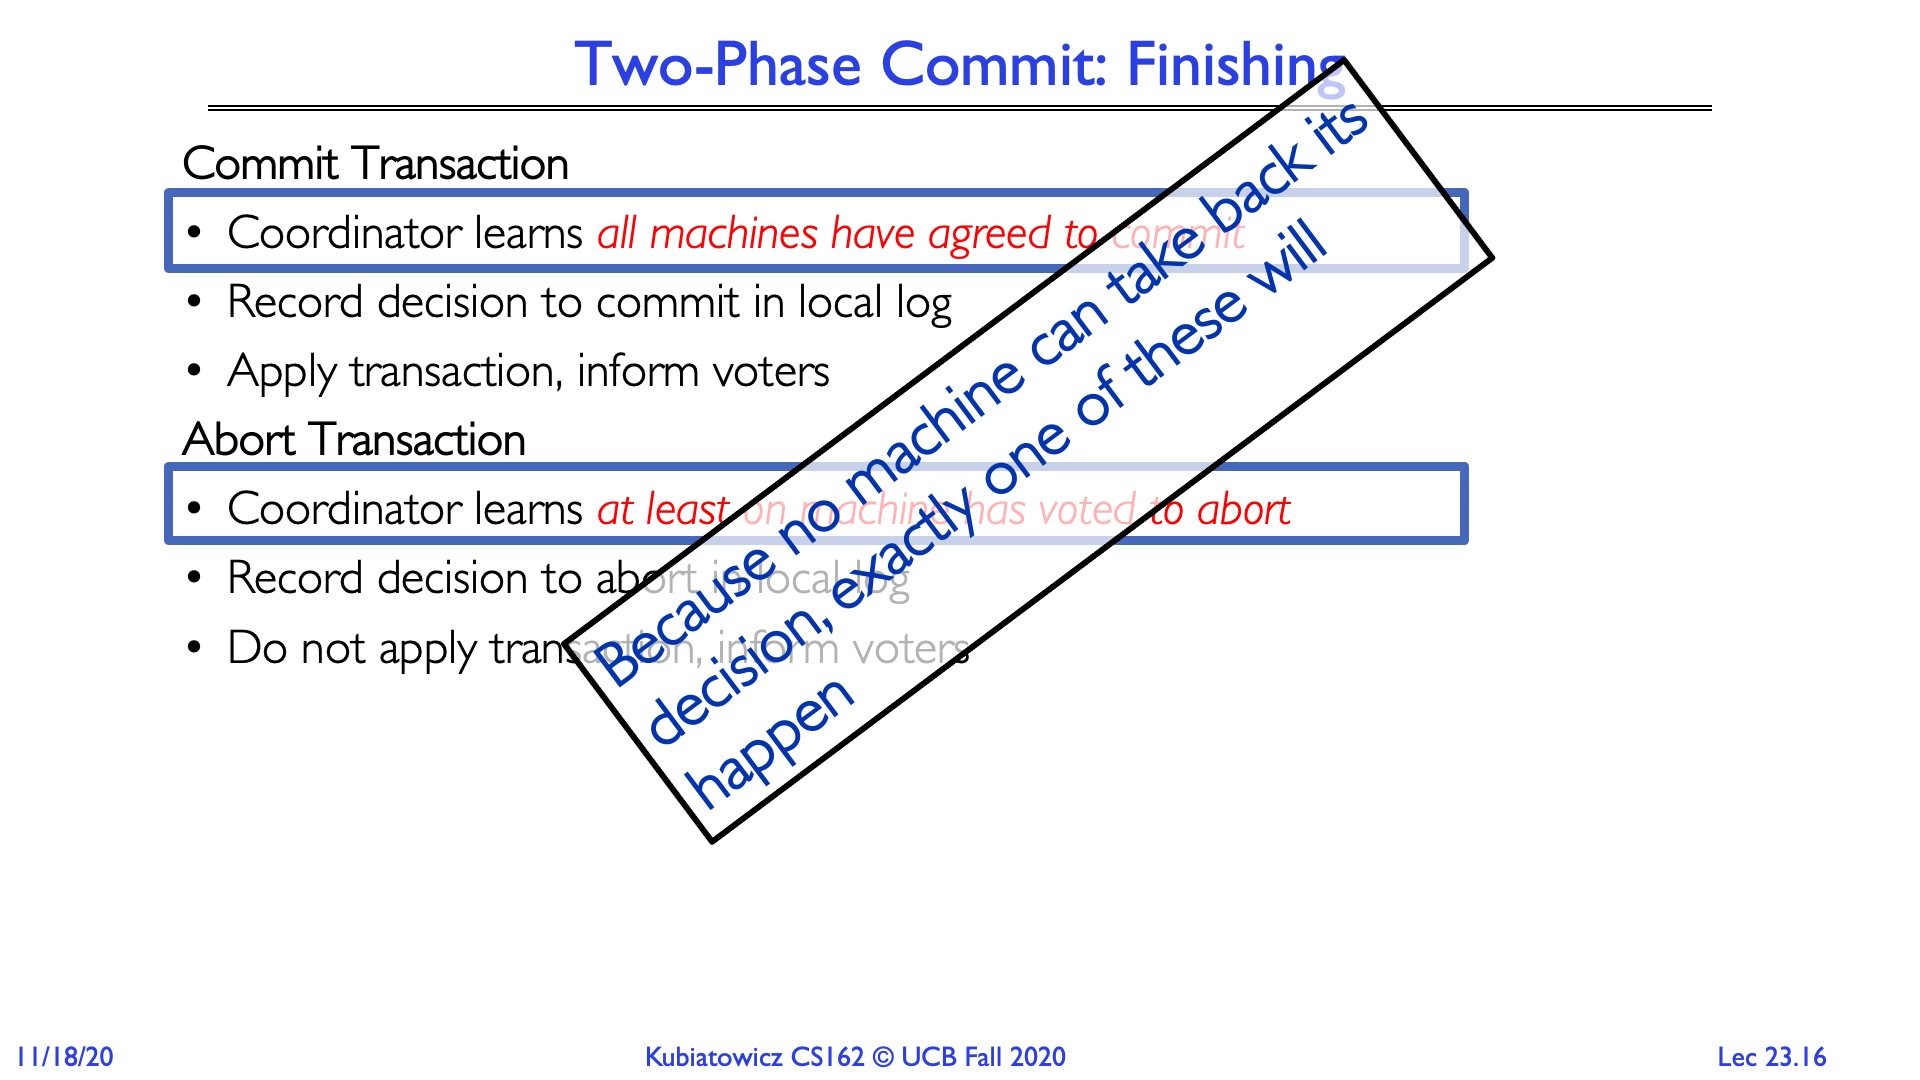 Two-Phase Commit: Finishing
Commit Transaction
• Coordinator learns all machines have agreed to commit
• Record decision to commit in local log
• Apply transaction, inform voters
Abort Transaction
• Coordinator learns at least on machine has voted to abort
• Record decision to abort in local log
• Do not apply transaction, inform voters
Because no machine can take back its
decision, exactly one of these will
happen
11/18/20
Kubiatowicz CS162 © UCB Fall 2020
Lec 23.16